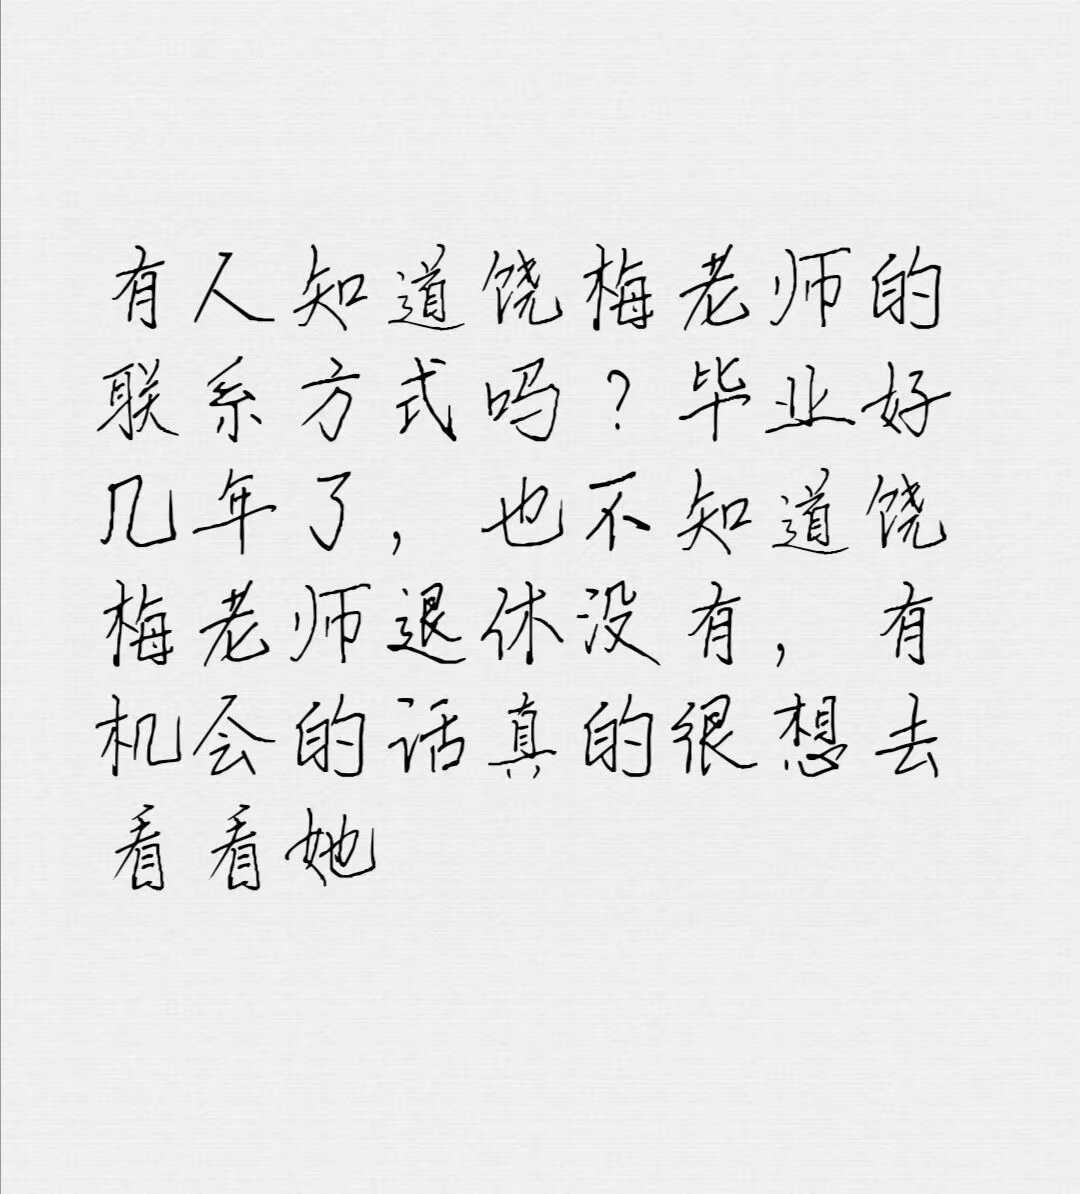 有人知道饶梅老师的
联系方式吗？毕业好
几年了，也不知道饶
梅老师退休没有，有
机会的话真的很想去
看看她